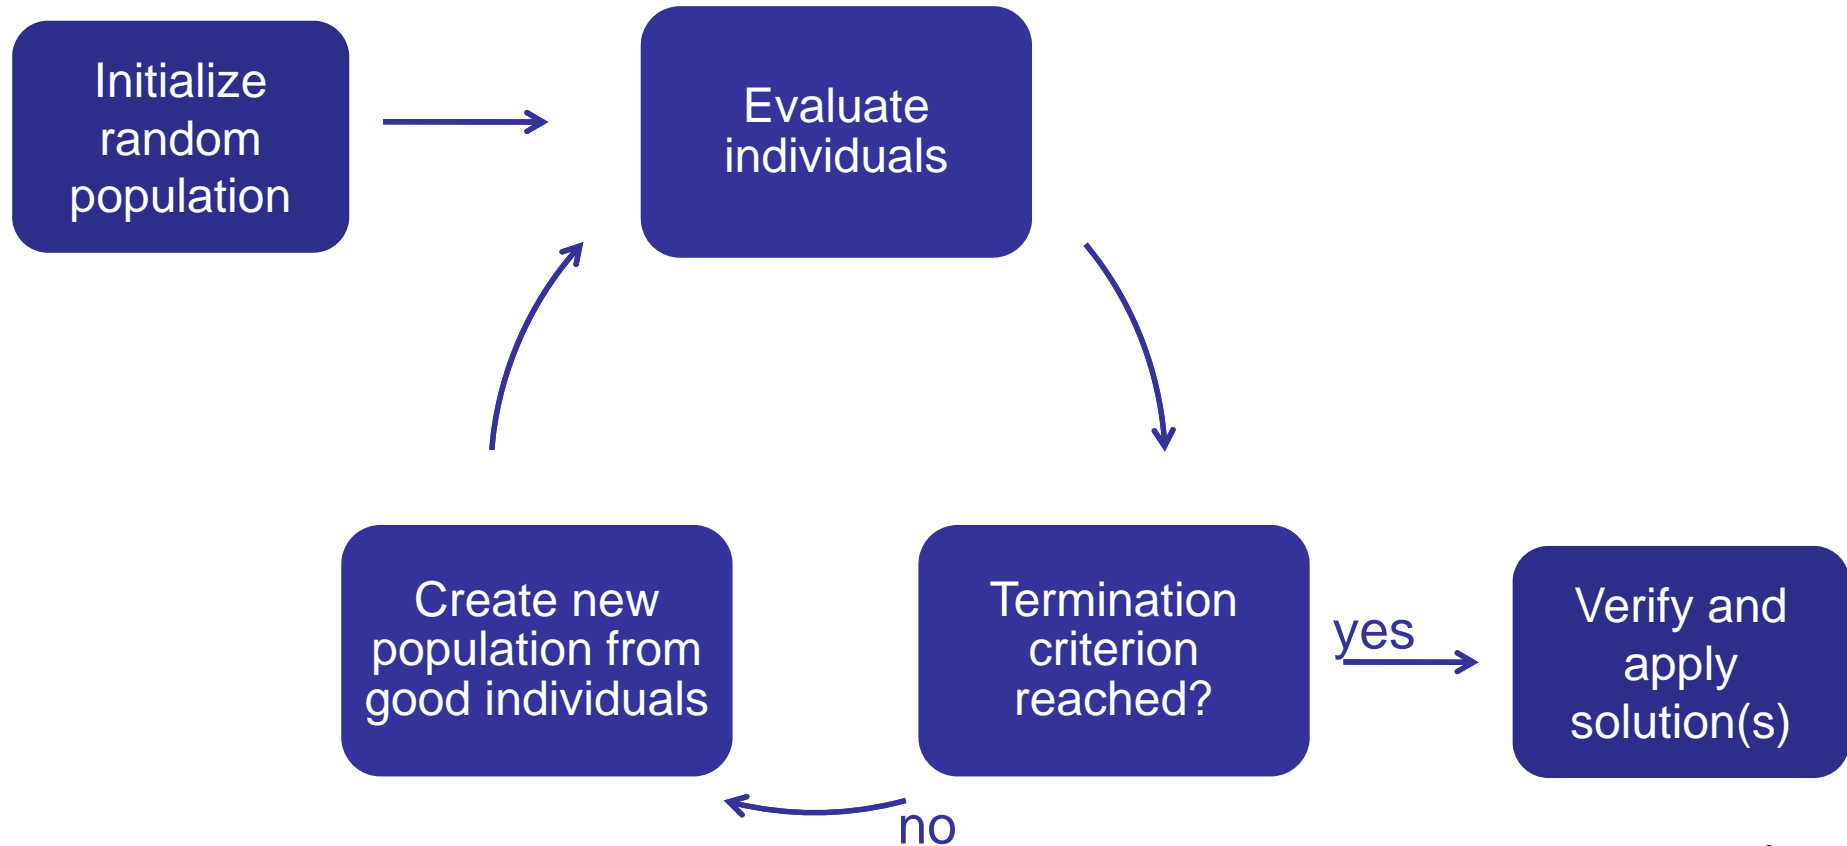 Initialize
random
population
Evaluate
individuals
Create new
population from
good individuals
Termination
criterion
reached?
yes
Verify and
apply
solution(s)
no